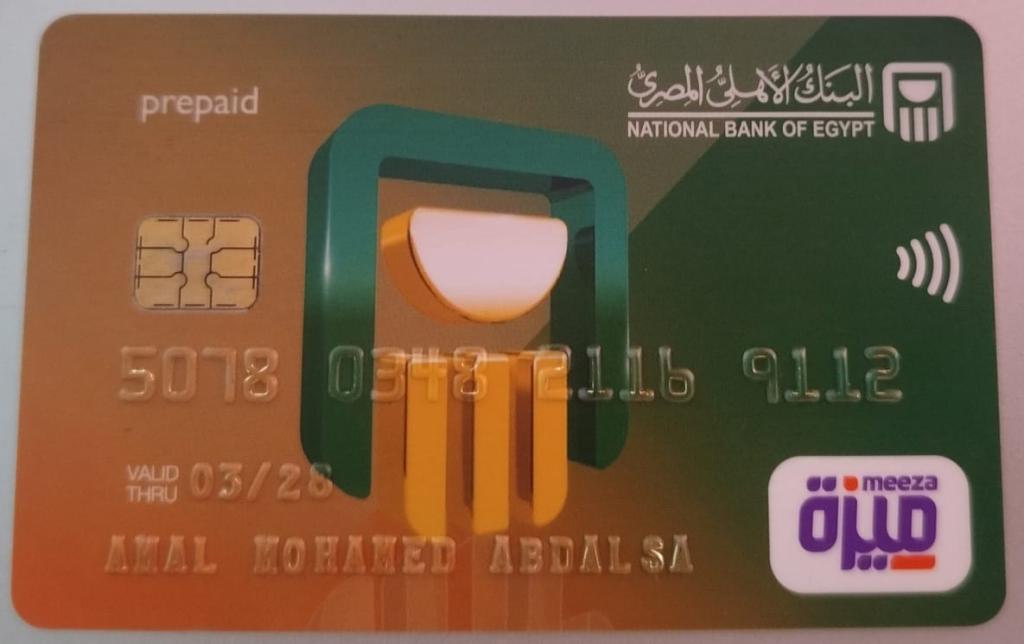 prepaid
البنك الأهلي المصري
NATIONAL BANK OF EGYPT
5078 0348 2116 9112
VALID
THRU 03/28
AMAL MOHAMED ABDALSA
meeza
ميزة